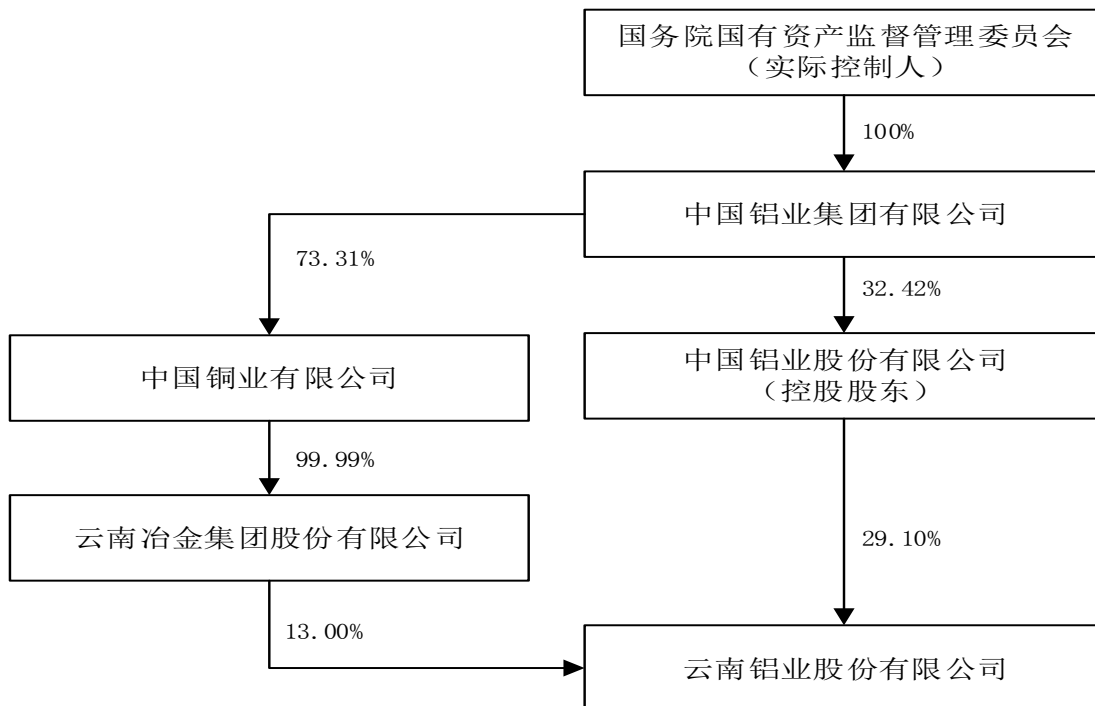 国务院国有资产监督管理委员会
（实际控制人）
100%
中国铝业集团有限公司
73.31%
32.42%
中国铜业有限公司
中国铝业股份有限公司
（控股股东）
99.99%
云南冶金集团股份有限公司
29.10%
13.00%
云南铝业股份有限公司